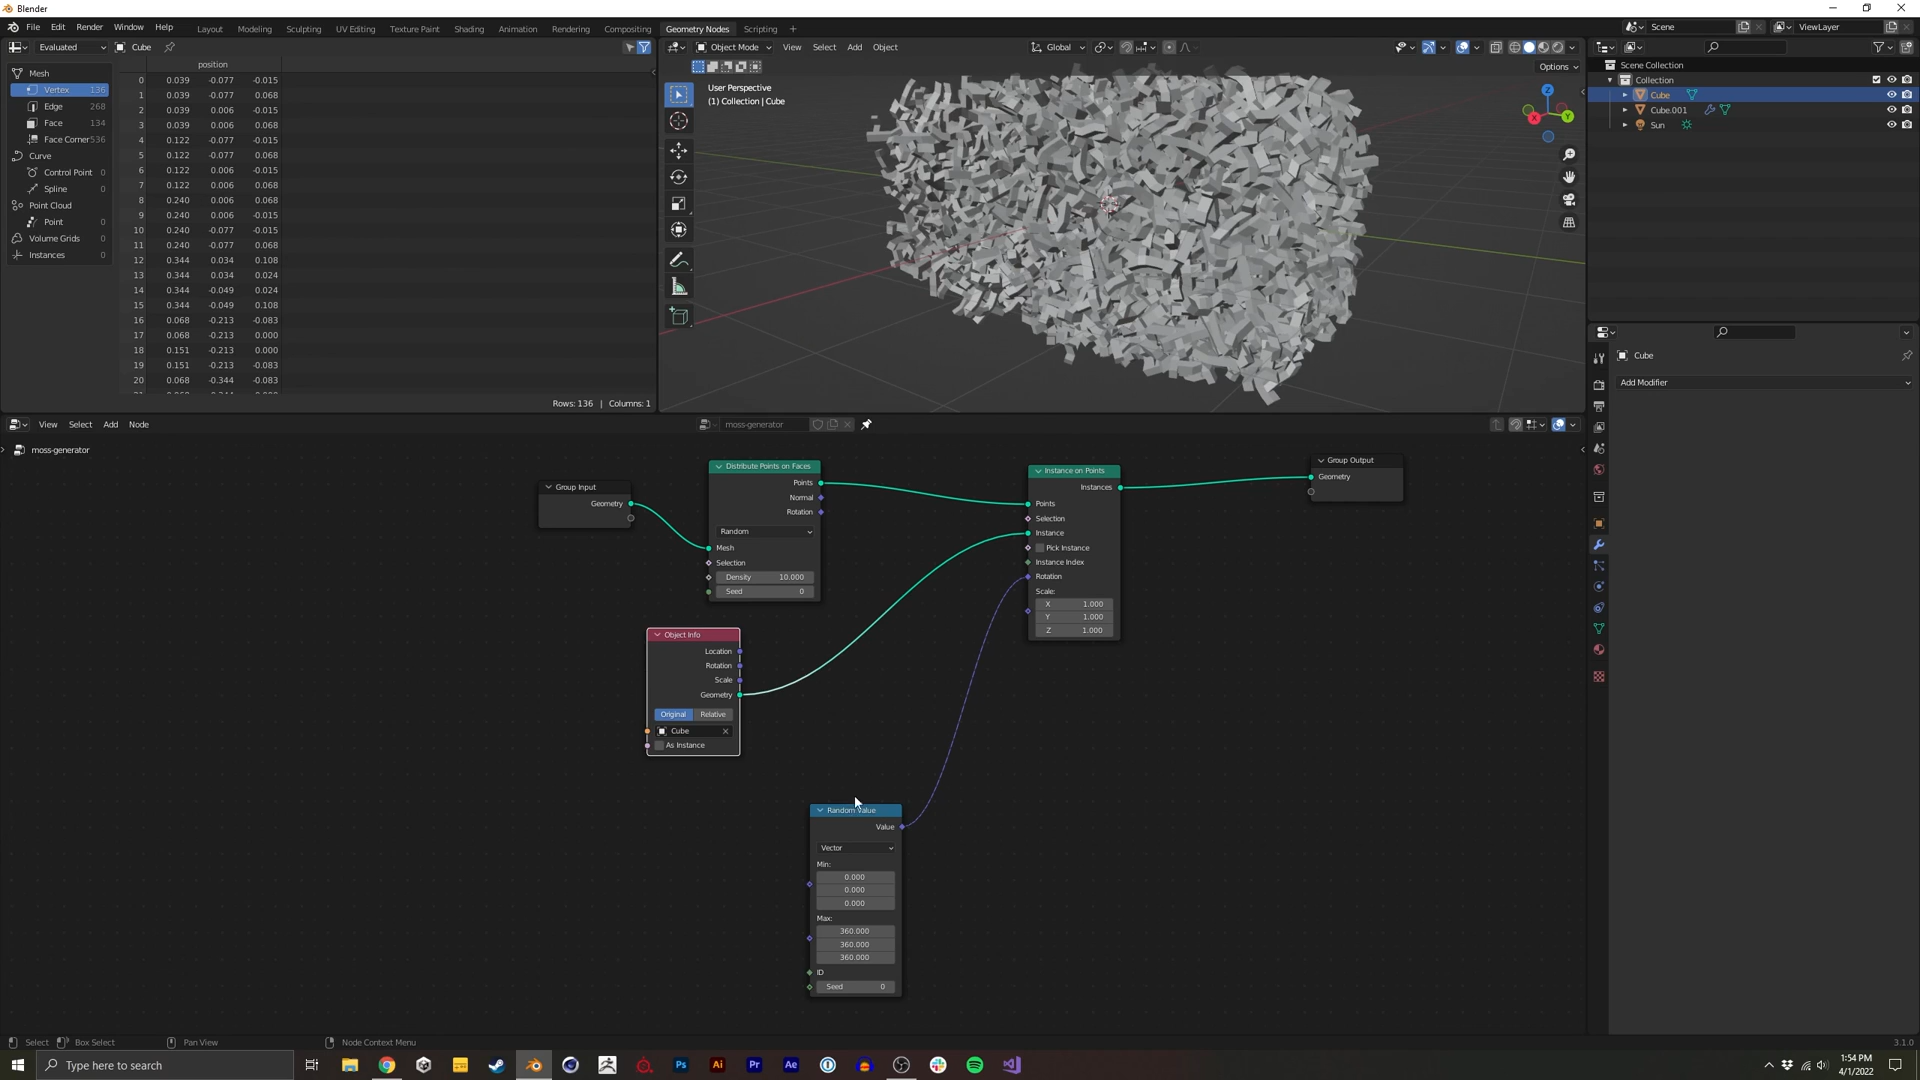 Blender
File Edit Render Window Help
Layout Modeling Sculpting UV Editing Texture Paint Shading Animation Rendering Compositing Geometry Nodes Scripting
Scene
ViewLayer
Evaluated
Cube
position
Mesh
Vertex 136
Edge 268
Face 134
Face Corner 536
Curve
Control Point 0
Spline 0
Point Cloud
Point 0
Volume Grids 0
Instances 0
0 0.039 -0.077 -0.015
1 0.039 -0.077 0.068
2 0.039 0.006 -0.015
3 0.039 0.006 0.068
4 0.122 -0.077 -0.015
5 0.122 -0.077 0.068
6 0.122 0.006 -0.015
7 0.122 0.006 0.068
8 0.240 0.006 -0.015
9 0.240 0.006 -0.015
10 0.240 -0.077 -0.015
11 0.240 -0.077 0.068
12 0.344 0.034 0.108
13 0.344 0.034 0.024
14 0.344 -0.049 0.024
15 0.344 -0.049 0.108
16 0.068 -0.213 -0.083
17 0.068 -0.213 0.000
18 0.151 -0.213 0.000
19 0.151 -0.213 -0.083
20 0.068 -0.344 -0.083
Rows: 136 | Columns: 1
Object Mode View Select Add Object
Global
Options
User Perspective
(1) Collection | Cube
Z
X
Y
Scene Collection
Collection
Cube
Cube.001
Sun
Cube
Add Modifier
View Select Add Node
moss-generator
moss-generator
Group Input
Geometry
Distribute Points on Faces
Points
Normal
Rotation
Random
Mesh
Selection
Density 10.000
Seed 0
Object Info
Location
Rotation
Scale
Geometry
Original Relative
Cube
As Instance
Random Value
Value
Vector
Min:
0.000
0.000
0.000
Max:
360.000
360.000
360.000
ID
Seed 0
Instance on Points
Instances
Points
Selection
Instance
Pick Instance
Instance Index
Rotation
Scale:
X 1.000
Y 1.000
Z 1.000
Group Output
Geometry
Select Box Select Pan View Node Context Menu
3.1.0
Type here to search
Ps Ai Pr Ae
1:54 PM
4/1/2022